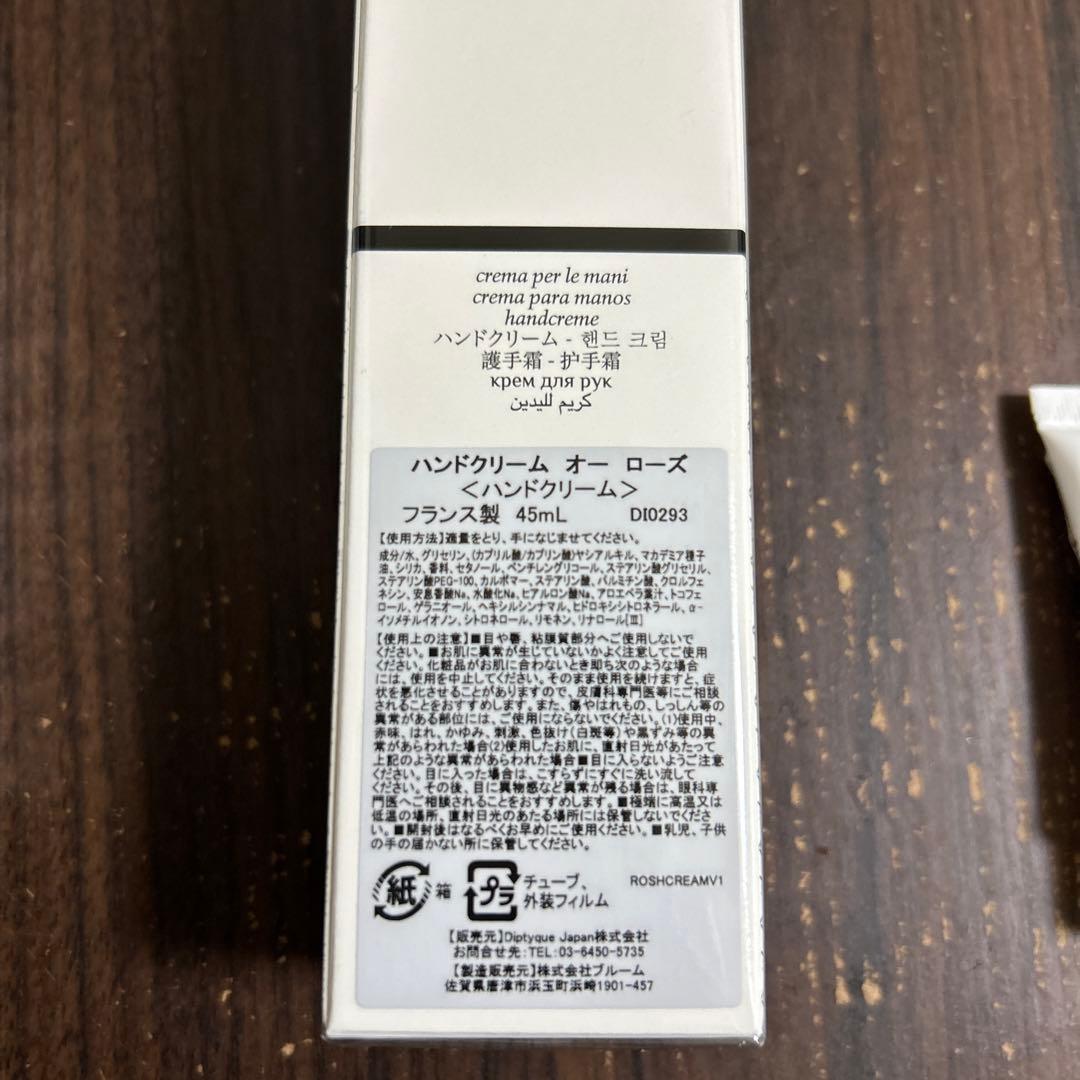 crema per le mani
crema para manos
handcreme
ハンドクリーム - 핸드 크림
護手霜 - 护手霜
крем для рук
كريم لليدين
ハンドクリーム オー ローズ
＜ハンドクリーム＞
フランス製 45mL DI0293
【使用方法】適量をとり、手になじませてください。
成分/水、グリセリン、(カプリル酸/カプリン酸)ヤシアルキル、マカデミア種子
油、シリカ、香料、セタノール、ペンチレングリコール、ステアリン酸グリセリル、
ステアリン酸PEG-100、カルボマー、ステアリン酸、パルミチン酸、クロルフェ
ネシン、安息香酸Na、水酸化Na、ヒアルロン酸Na、アロエベラ葉汁、トコフェ
ロール、ゲラニオール、ヘキシルシンナマル、ヒドロキシシトロネラール、α-
イソメチルイオノン、シトロネロール、リモネン、リナロール[Ⅲ]
【使用上の注意】■目や唇、粘膜質部分へご使用しないで
ください。■お肌に異常が生じていないかよく注意してご使用
ください。化粧品がお肌に合わないとき即ち次のような場合
には、使用を中止してください。そのまま使用を続けますと、症
状を悪化させることがありますので、皮膚科専門医等にご相談
されることをおすすめします。また、傷やはれもの、しっしん等の
異常がある部位には、ご使用にならないでください。(1)使用中、
赤味、はれ、かゆみ、刺激、色抜け(白斑等)や黒ずみ等の異
常があらわれた場合(2)使用したお肌に、直射日光があたって
上記のような異常があらわれた場合■目に入らないようご注意
ください。目に入った場合は、こすらずにすぐに洗い流して
ください。その後、目に異物感など異常が残る場合は、眼科専
門医へご相談されることをおすすめします。■極端に高温又は
低温の場所、直射日光のあたる場所には保管しないでくださ
い。■開封後はなるべくお早めにご使用ください。■乳児、子供
の手の届かない所に保管してください。
紙 箱 プラ チューブ、 ROSHCREAMV1
外装フィルム
【販売元】Diptyque Japan株式会社
お問合せ先:TEL:03-6450-5735
【製造販売元】株式会社ブルーム
佐賀県唐津市浜玉町浜崎1901-457